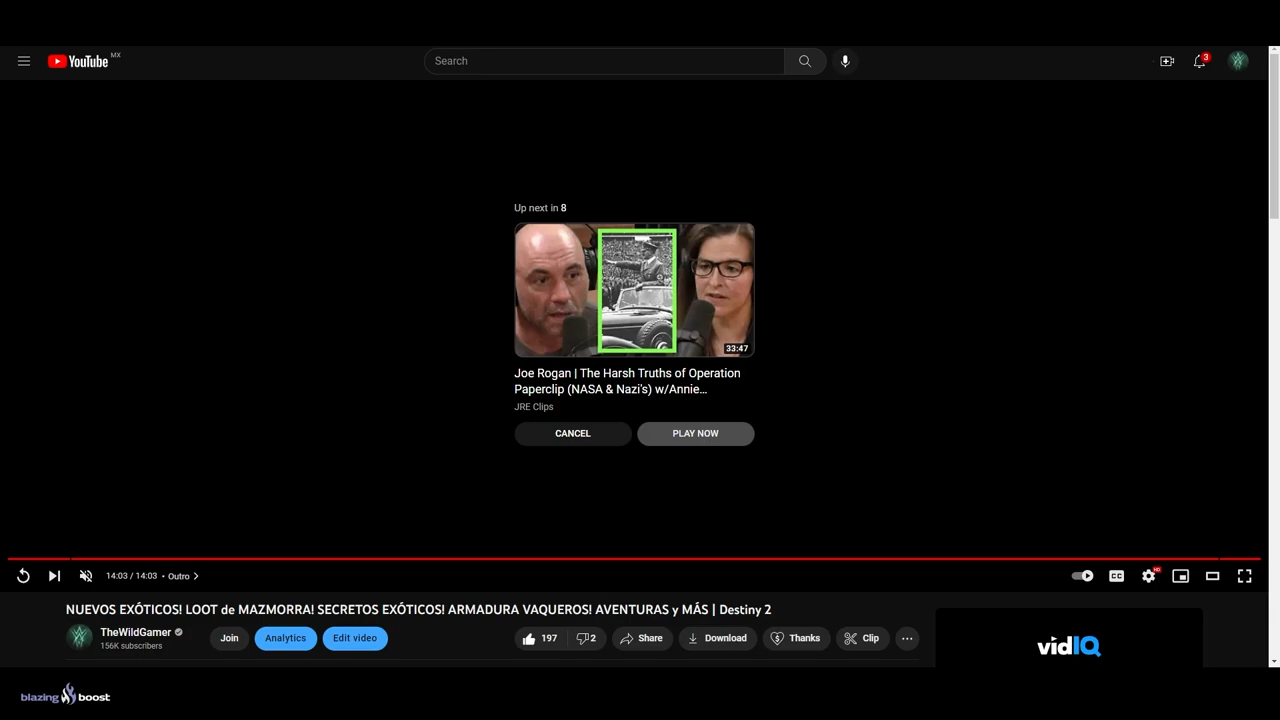 YouTube MX
Search
3
Up next in 8
33:47
Joe Rogan | The Harsh Truths of Operation
Paperclip (NASA & Nazi's) w/Annie...
JRE Clips
CANCEL
PLAY NOW
14:03 / 14:03 • Outro
CC
HD
NUEVOS EXÓTICOS! LOOT de MAZMORRA! SECRETOS EXÓTICOS! ARMADURA VAQUEROS! AVENTURAS y MÁS | Destiny 2
TheWildGamer
156K subscribers
Join
Analytics
Edit video
197
2
Share
Download
Thanks
Clip
vidIQ
blazing boost